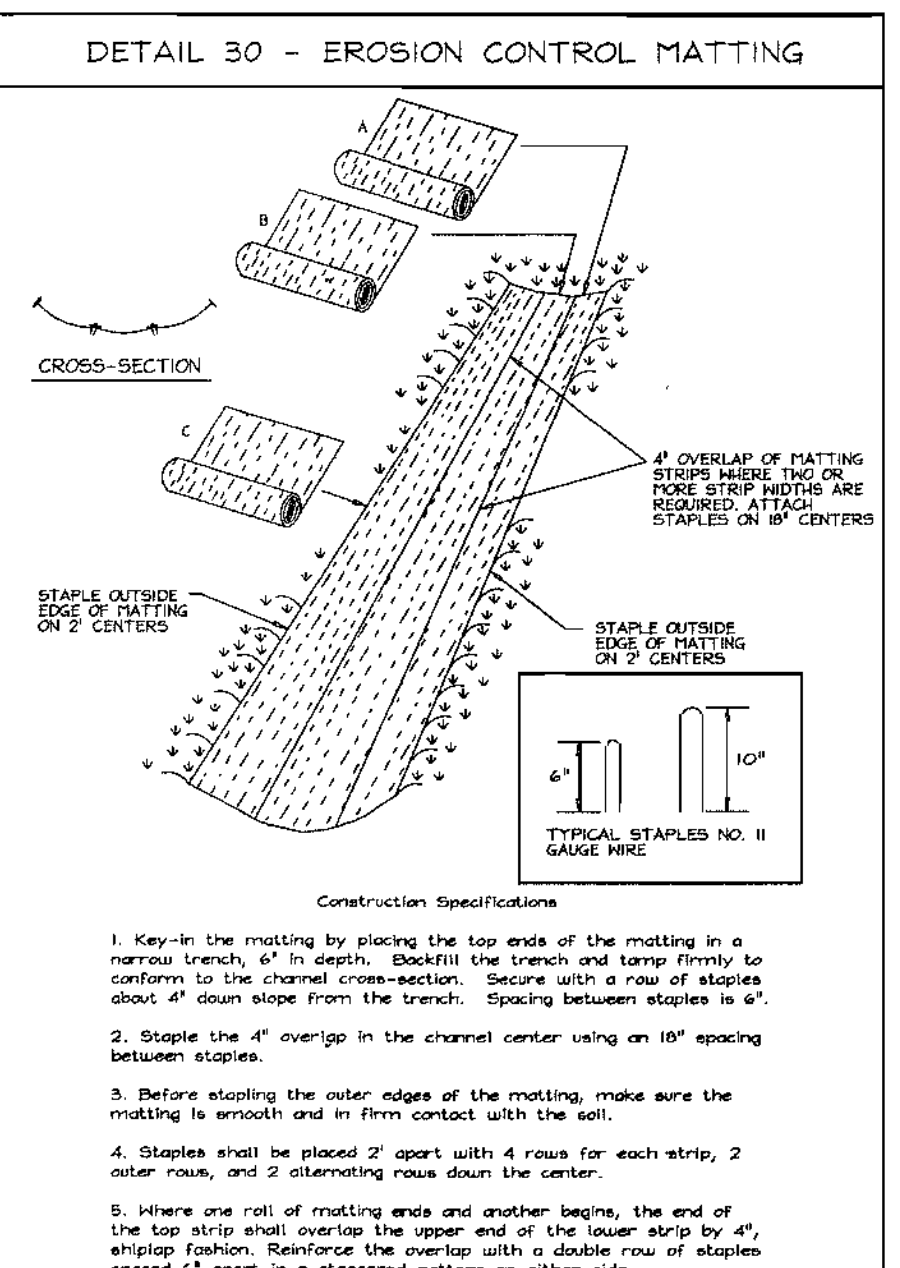 DETAIL 30 - EROSION CONTROL MATTING
A
B
CROSS-SECTION
C
4" OVERLAP OF MATTING
STRIPS WHERE TWO OR
MORE STRIP WIDTHS ARE
REQUIRED. ATTACH
STAPLES ON 18" CENTERS
STAPLE OUTSIDE
EDGE OF MATTING
ON 2' CENTERS
STAPLE OUTSIDE
EDGE OF MATTING
ON 2' CENTERS
6"
10"
TYPICAL STAPLES NO. 11
GAUGE WIRE
Construction Specifications
1. Key-in the matting by placing the top ends of the matting in a
narrow trench, 6" in depth. Backfill the trench and tamp firmly to
conform to the channel cross-section. Secure with a row of staples
about 4" down slope from the trench. Spacing between staples is 6".
2. Staple the 4" overlap in the channel center using an 18" spacing
between staples.
3. Before stapling the outer edges of the matting, make sure the
matting is smooth and in firm contact with the soil.
4. Staples shall be placed 2' apart with 4 rows for each strip, 2
outer rows, and 2 alternating rows down the center.
5. Where one roll of matting ends and another begins, the end of
the top strip shall overlap the upper end of the lower strip by 4",
shiplap fashion. Reinforce the overlap with a double row of staples
spaced 6" apart in a staggered pattern on either side.